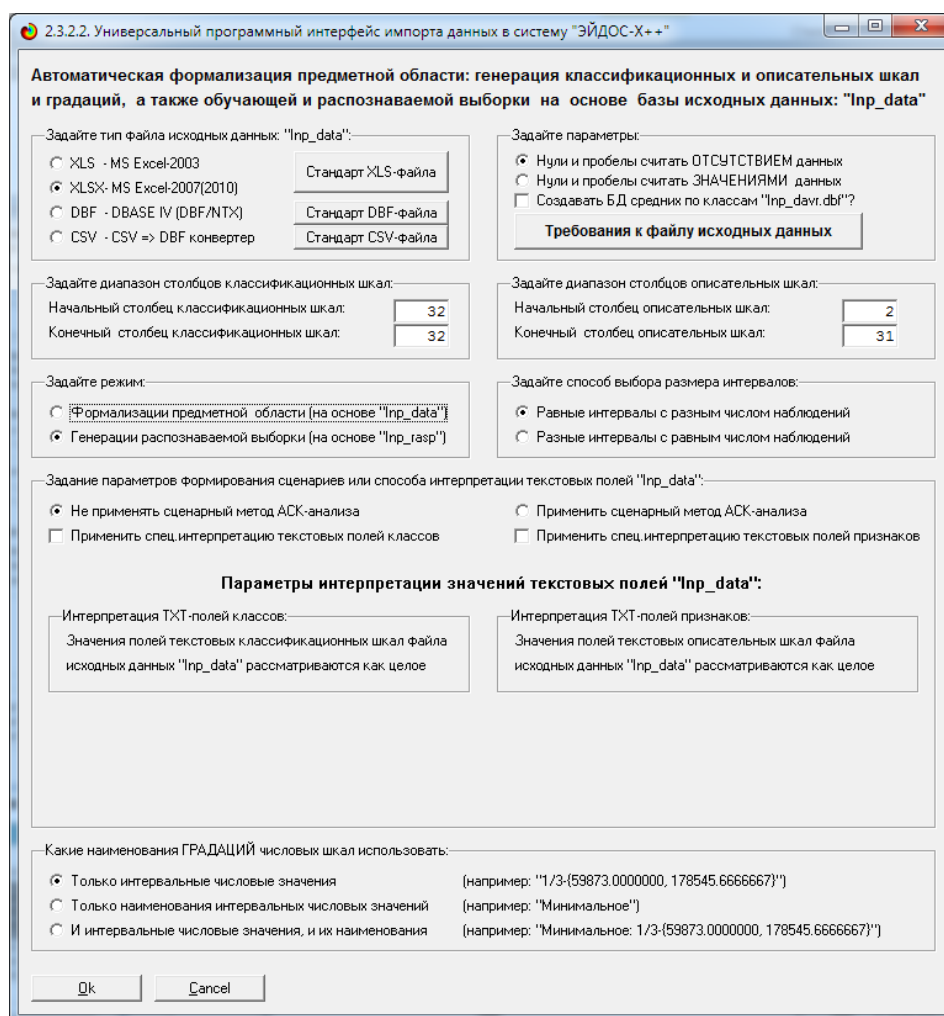 2.3.2.2. Универсальный программный интерфейс импорта данных в систему "ЭЙДОС-X++"
Автоматическая формализация предметной области: генерация классификационных и описательных шкал
и градаций, а также обучающей и распознаваемой выборки на основе базы исходных данных: "Inp_data"
Задайте тип файла исходных данных: "Inp_data":
XLS - MS Excel-2003
XLSX- MS Excel-2007(2010)
DBF - DBASE IV (DBF/NTX)
CSV - CSV => DBF конвертер
Стандарт XLS-файла
Стандарт DBF-файла
Стандарт CSV-файла
Задайте параметры:
Нули и пробелы считать ОТСУТСТВИЕМ данных
Нули и пробелы считать ЗНАЧЕНИЯМИ данных
Создавать БД средних по классам "Inp_davr.dbf"?
Требования к файлу исходных данных
Задайте диапазон столбцов классификационных шкал:
Начальный столбец классификационных шкал: 32
Конечный столбец классификационных шкал: 32
Задайте диапазон столбцов описательных шкал:
Начальный столбец описательных шкал: 2
Конечный столбец описательных шкал: 31
Задайте режим:
Формализации предметной области (на основе "Inp_data")
Генерации распознаваемой выборки (на основе "Inp_rasp")
Задайте способ выбора размера интервалов:
Равные интервалы с разным числом наблюдений
Разные интервалы с равным числом наблюдений
Задание параметров формирования сценариев или способа интерпретации текстовых полей "Inp_data":
Не применять сценарный метод АСК-анализа
Применить сценарный метод АСК-анализа
Применить спец.интерпретацию текстовых полей классов
Применить спец.интерпретацию текстовых полей признаков
Параметры интерпретации значений текстовых полей "Inp_data":
Интерпретация TXT-полей классов:
Значения полей текстовых классификационных шкал файла
исходных данных "Inp_data" рассматриваются как целое
Интерпретация TXT-полей признаков:
Значения полей текстовых описательных шкал файла
исходных данных "Inp_data" рассматриваются как целое
Какие наименования ГРАДАЦИЙ числовых шкал использовать:
Только интервальные числовые значения (например: "1/3-{59873.0000000, 178545.6666667}")
Только наименования интервальных числовых значений (например: "Минимальное")
И интервальные числовые значения, и их наименования (например: "Минимальное: 1/3-{59873.0000000, 178545.6666667}")
Ok Cancel